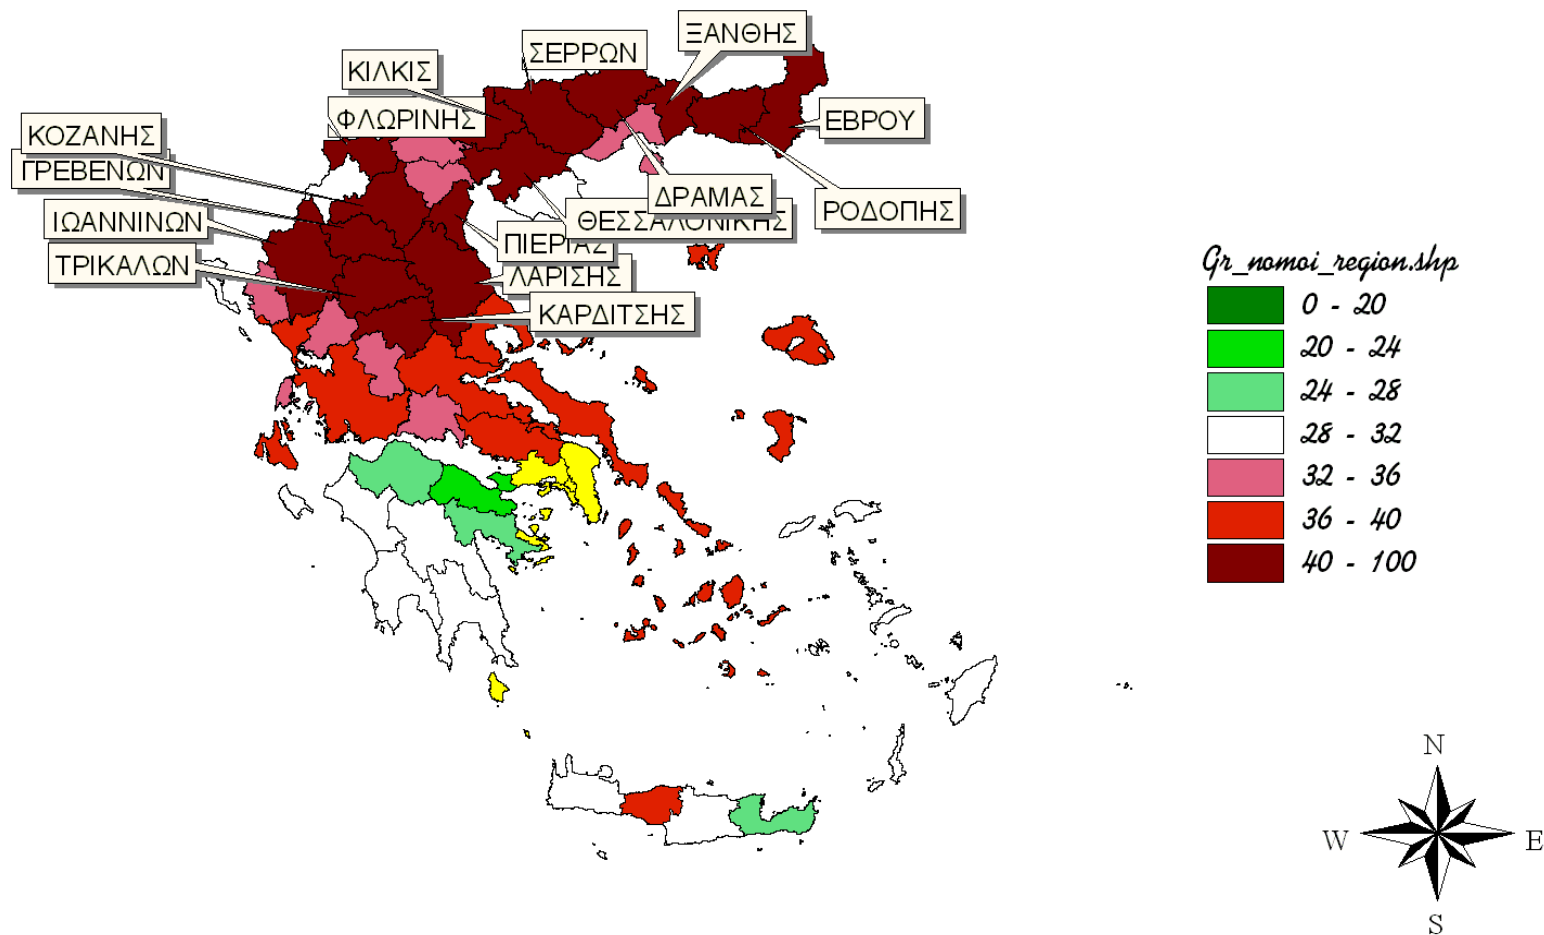 ΞΑΝΘΗΣ
ΣΕΡΡΩΝ
ΚΙΛΚΙΣ
ΦΛΩΡΙΝΗΣ
ΕΒΡΟΥ
ΚΟΖΑΝΗΣ
ΓΡΕΒΕΝΩΝ
ΔΡΑΜΑΣ
ΡΟΔΟΠΗΣ
ΙΩΑΝΝΙΝΩΝ
ΘΕΣΣΑΛΟΝΙΚΗΣ
ΠΙΕΡΙΑΣ
ΤΡΙΚΑΛΩΝ
ΛΑΡΙΣΗΣ
ΚΑΡΔΙΤΣΗΣ
Gr_nomoi_region.shp
0 - 20
20 - 24
24 - 28
28 - 32
32 - 36
36 - 40
40 - 100
N
W E
S